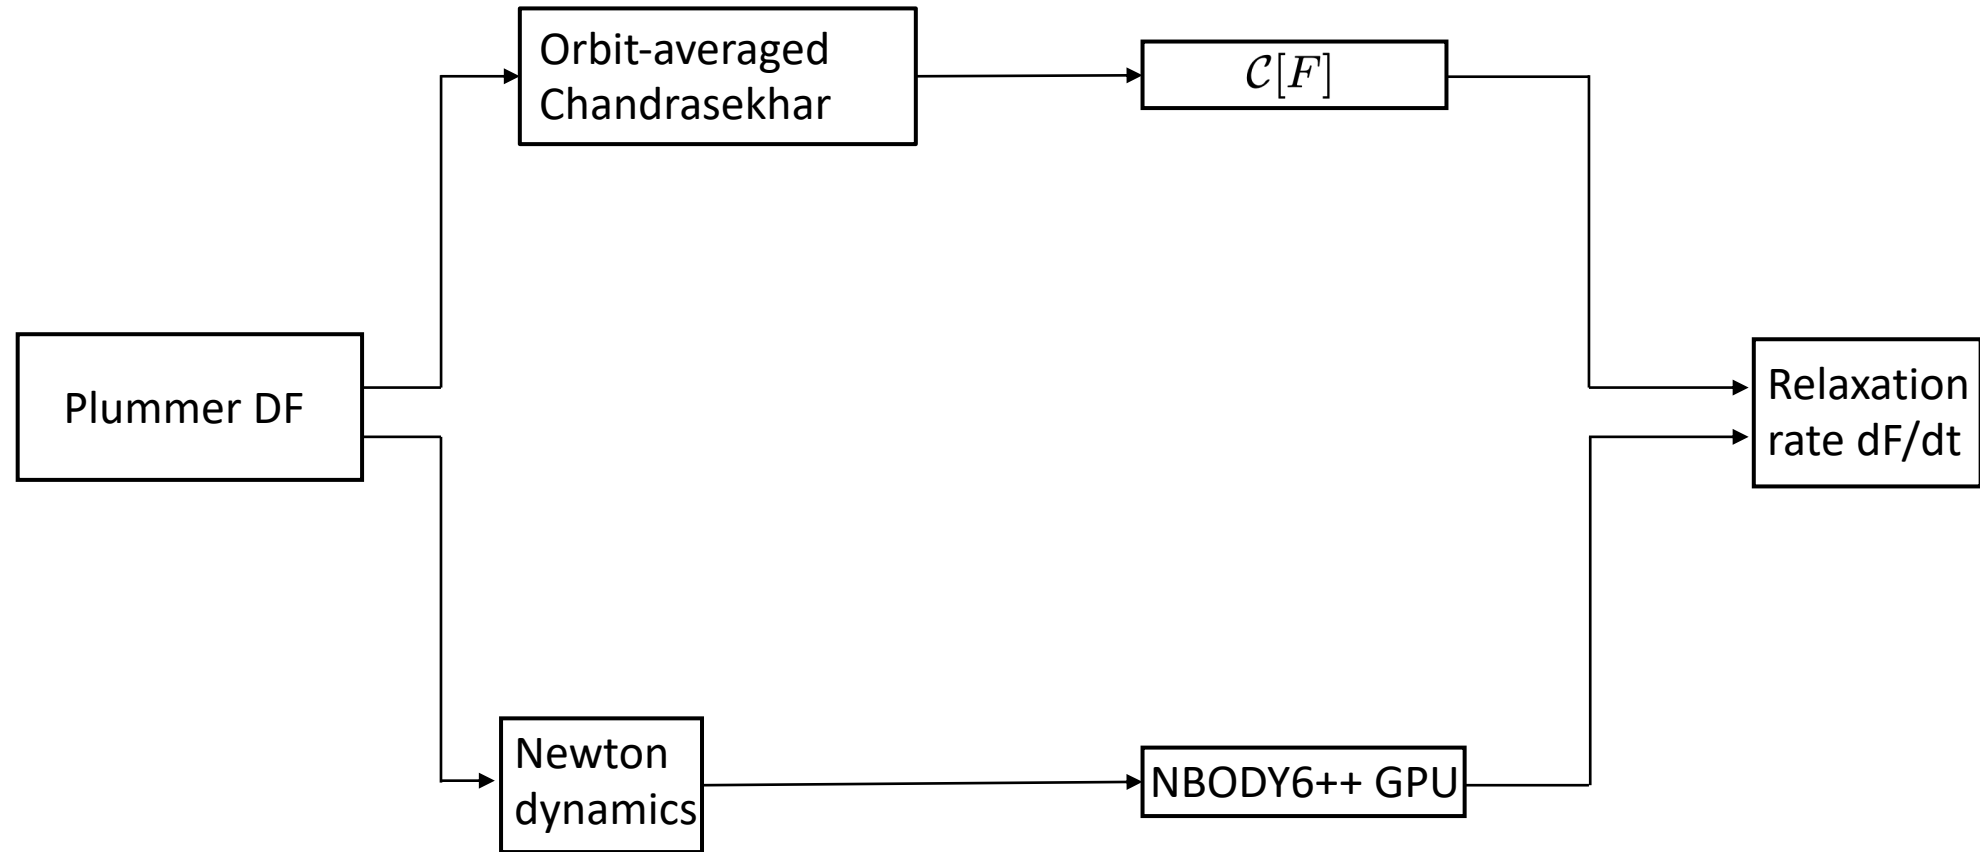 Orbit-averaged
Chandrasekhar
𝒞[F]
Plummer DF
Relaxation
rate dF/dt
Newton
dynamics
NBODY6++ GPU